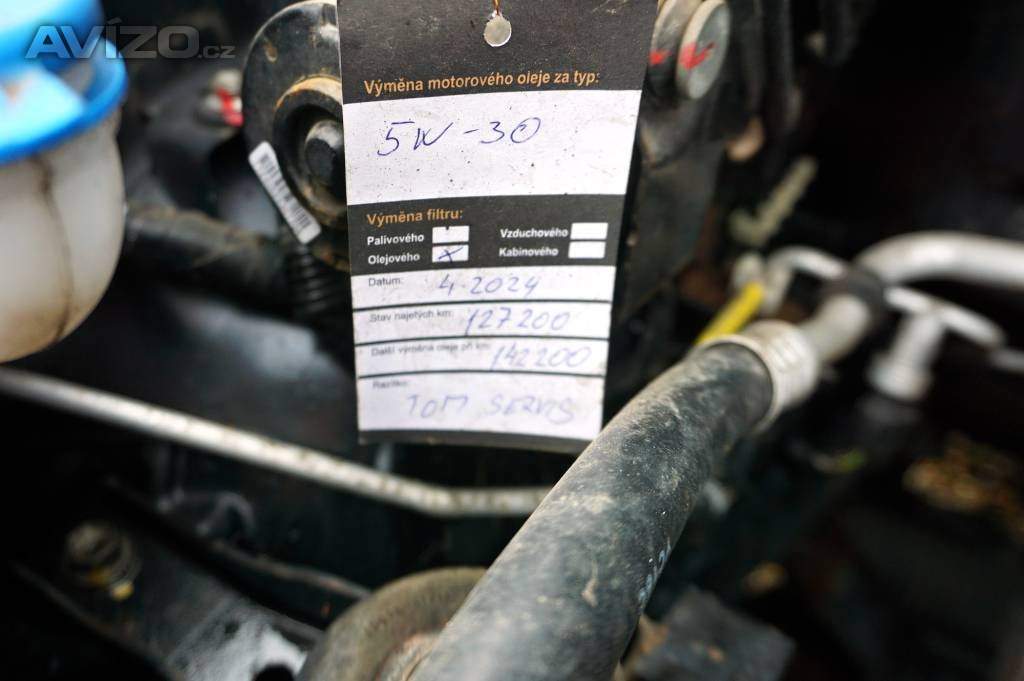 AVÍZO.cz
Výměna motorového oleje za typ:
5W-30
Výměna filtru:
Palivového Vzduchového
Olejového x Kabinového
Datum: 4-2024
Stav najetých km: 127200
Další výměna oleje při km: 142200
Razítko: TOM SERVIS